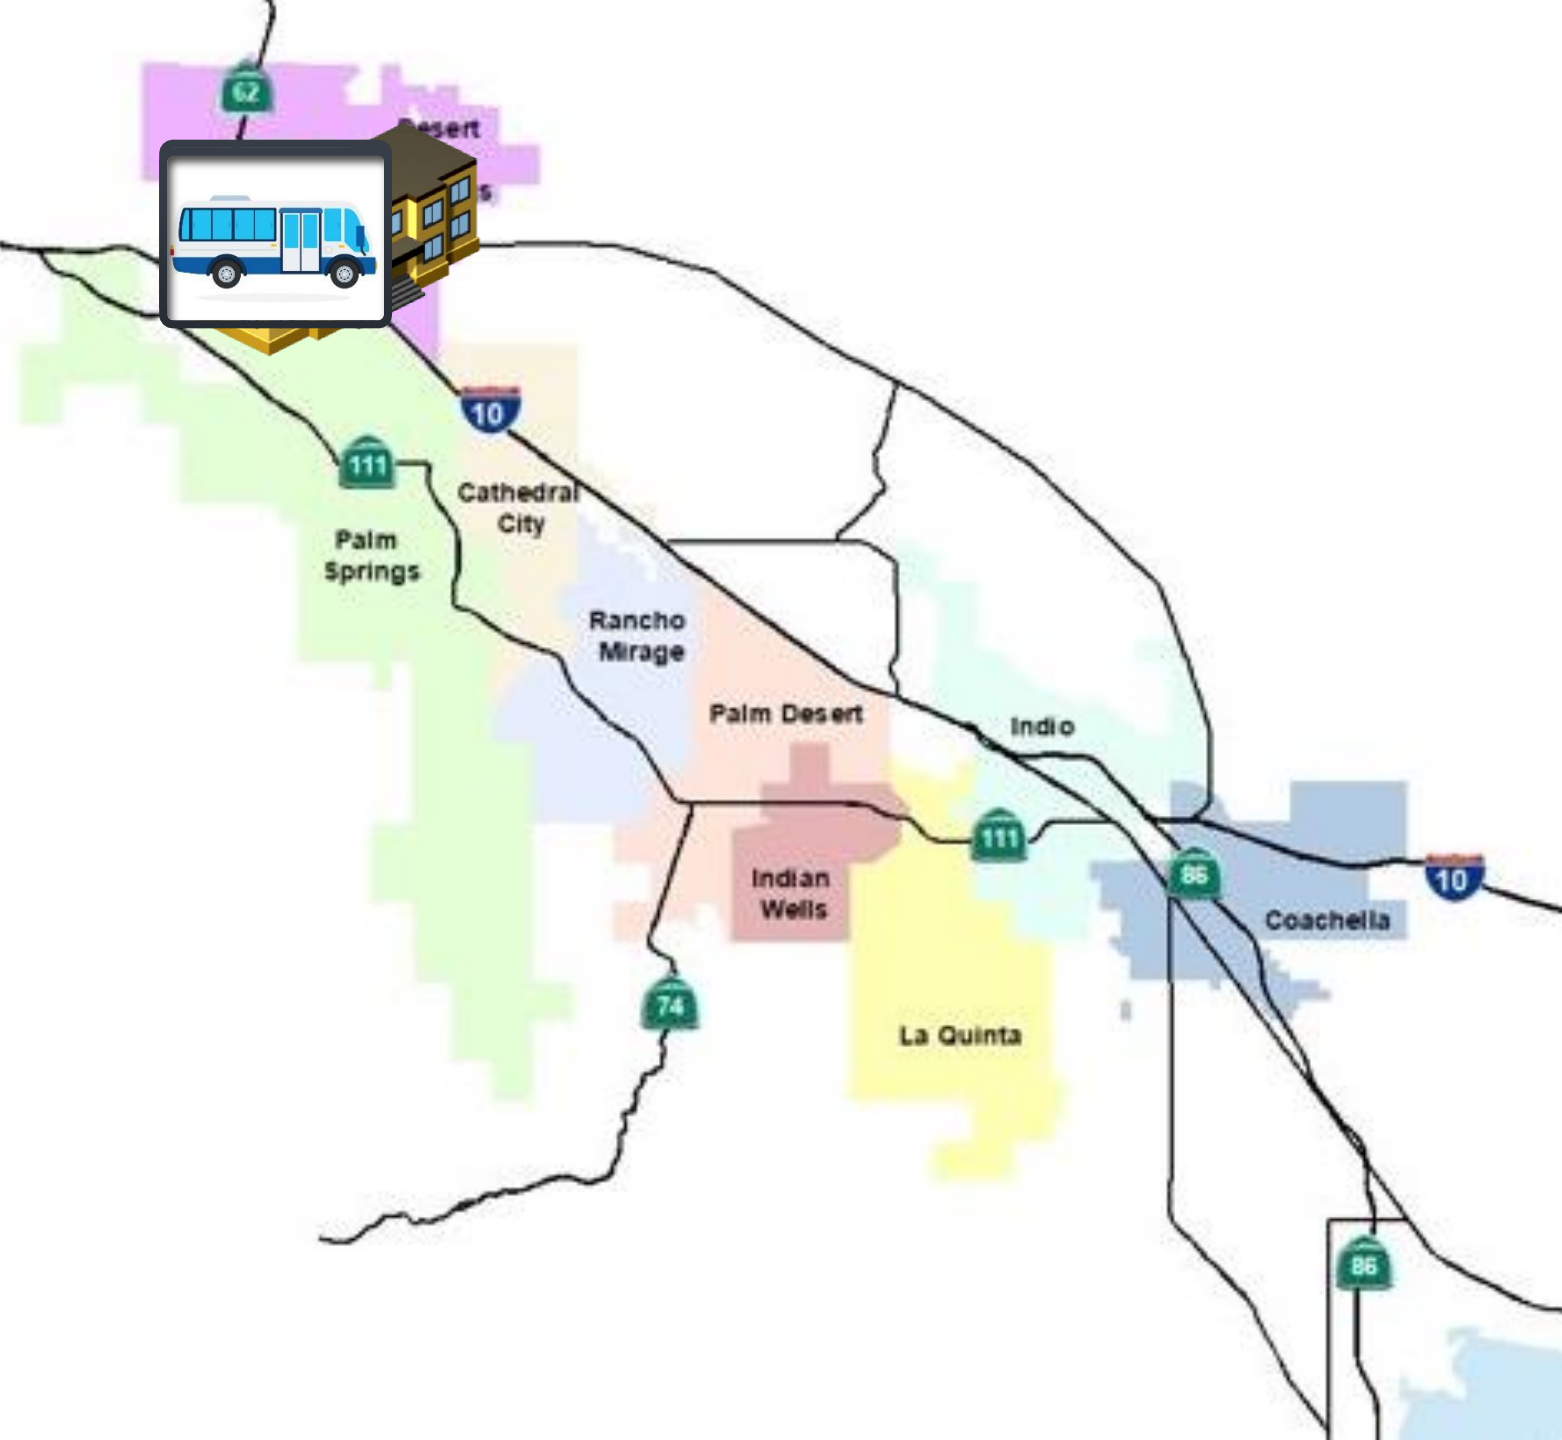 62
Desert
s
10
111
Cathedral
City
Palm
Springs
Rancho
Mirage
Palm Desert
Indio
111
Indian
Wells
86
10
Coachella
74
La Quinta
86